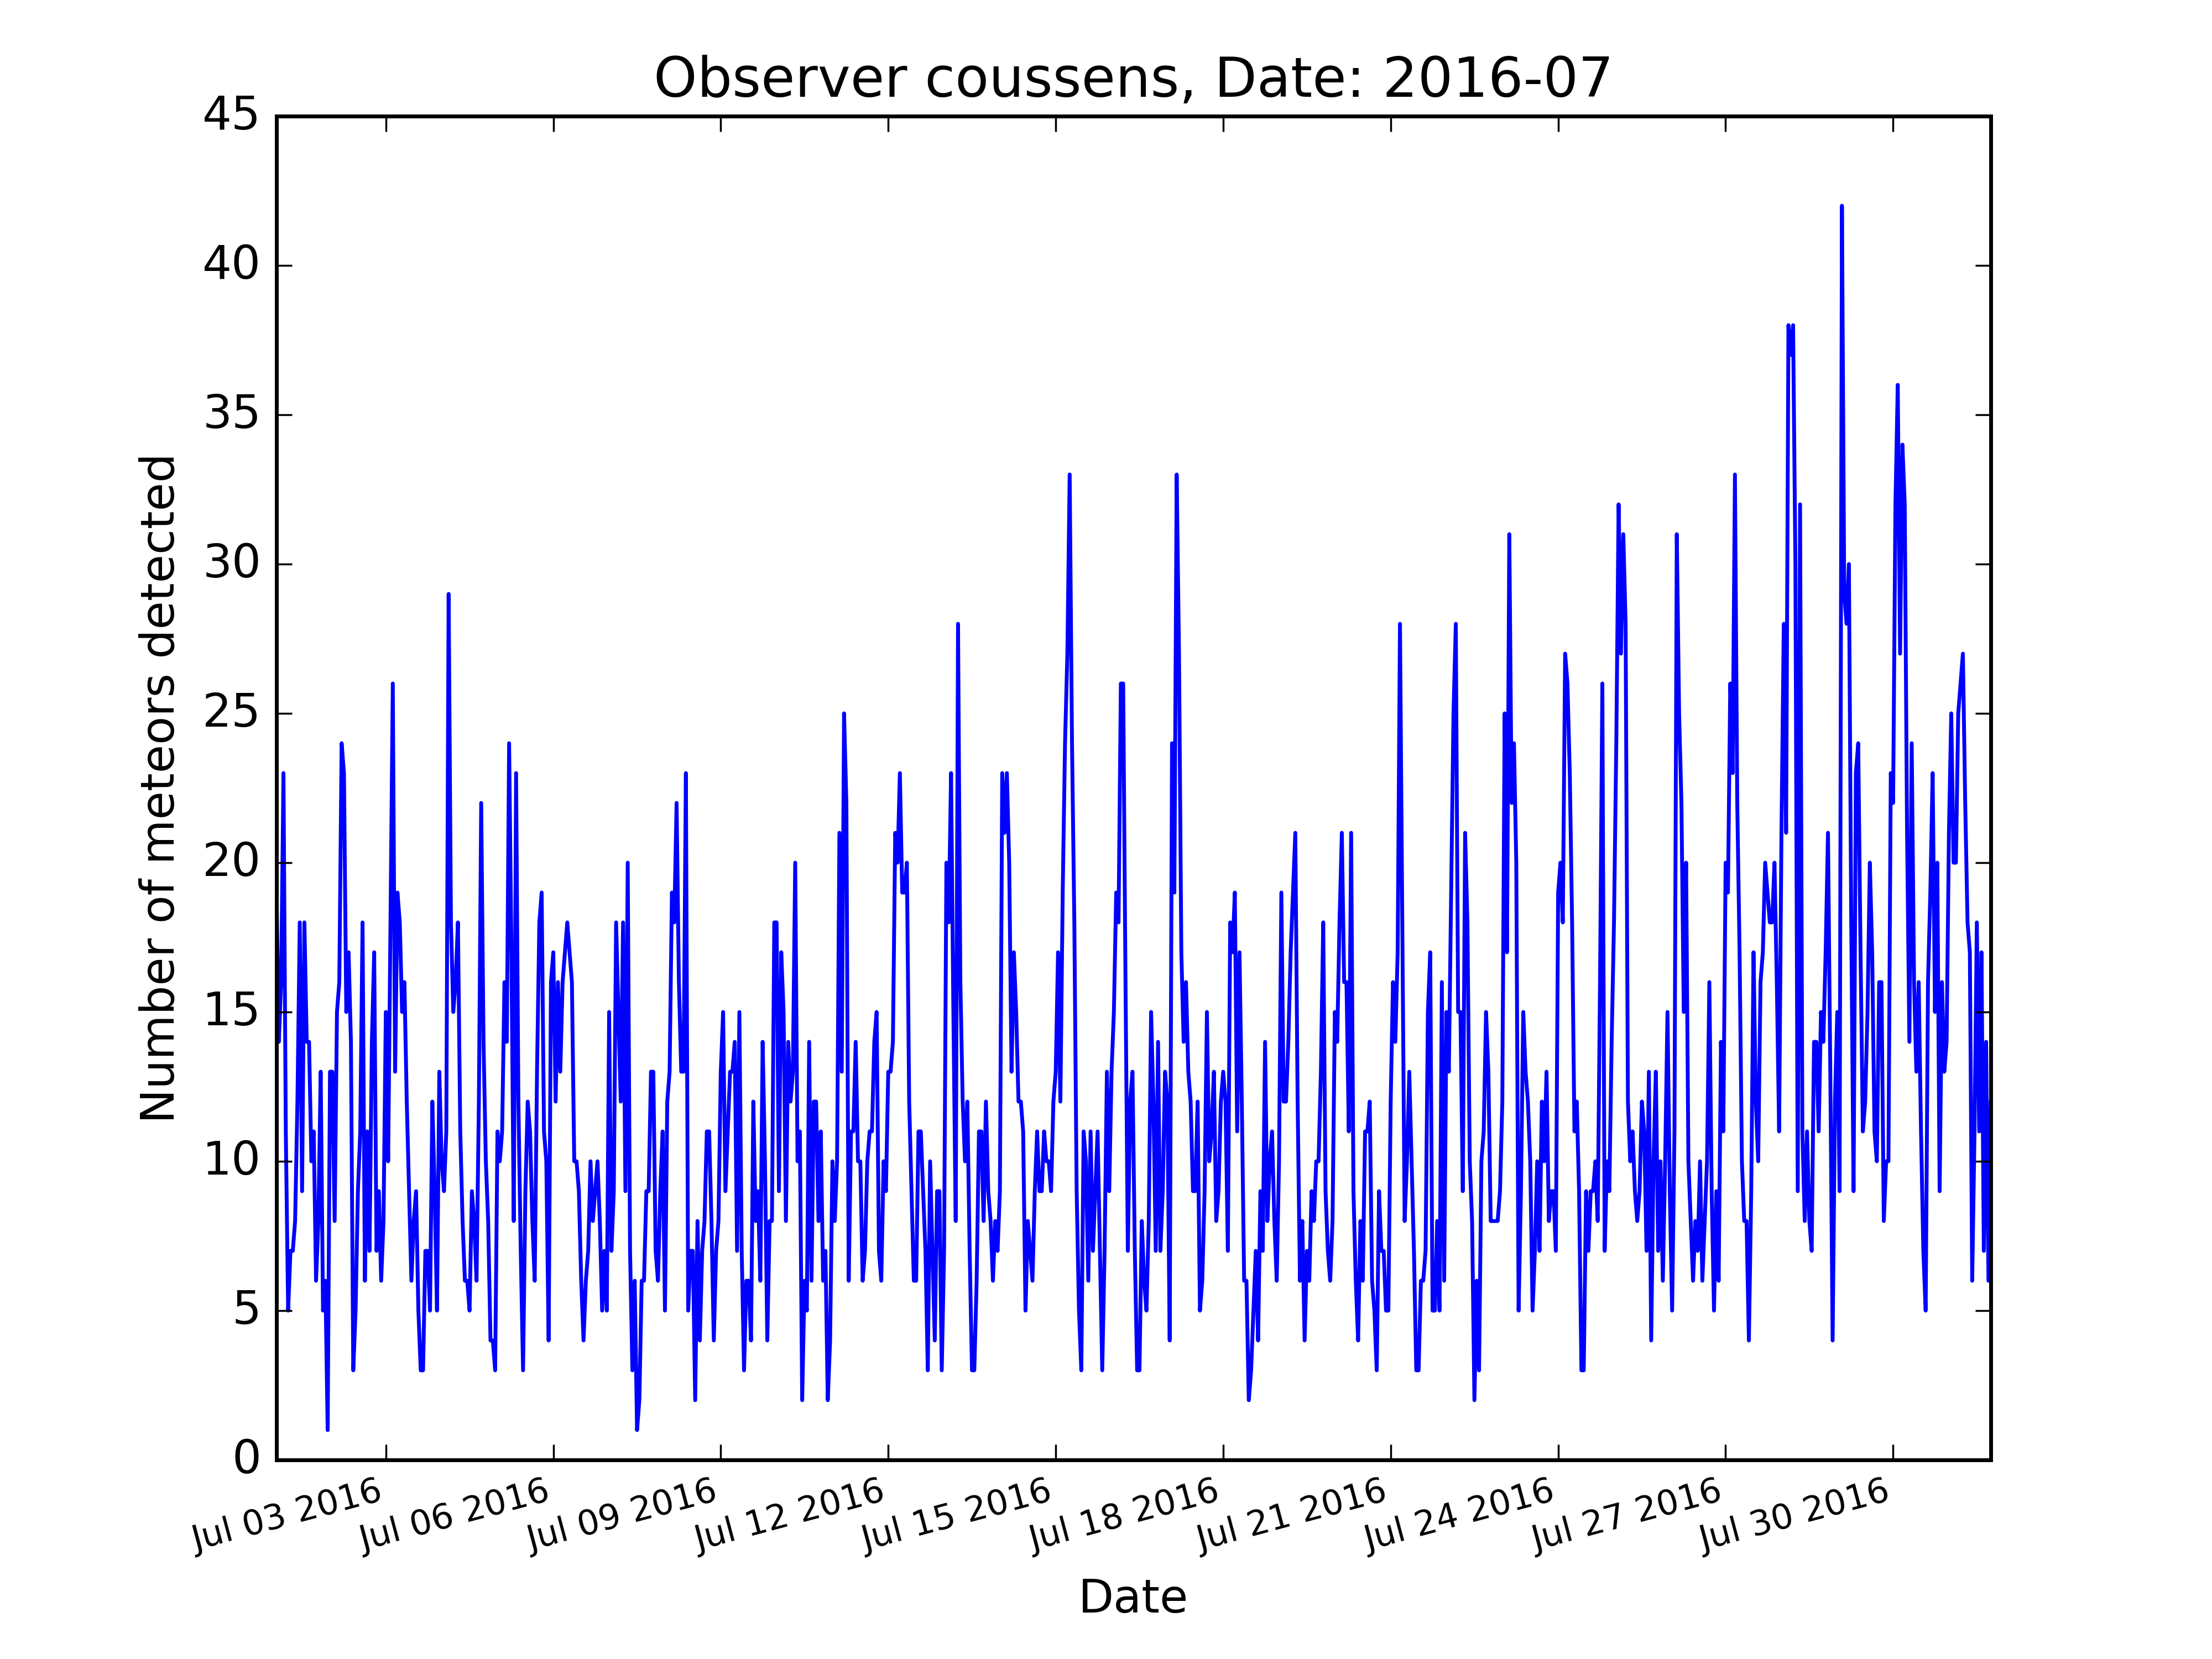 Observer coussens, Date: 2016-07
45
40
35
30
25
20
15
10
5
0
Number of meteors detected
Jul 03 2016
Jul 06 2016
Jul 09 2016
Jul 12 2016
Jul 15 2016
Jul 18 2016
Jul 21 2016
Jul 24 2016
Jul 27 2016
Jul 30 2016
Date